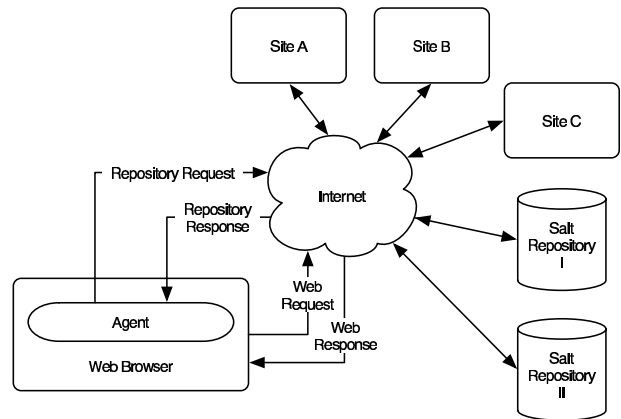 Site A
Site B
Site C
Repository Request
Internet
Repository
Response
Salt
Repository
I
Web
Request
Agent
Web
Response
Web Browser
Salt
Repository
II